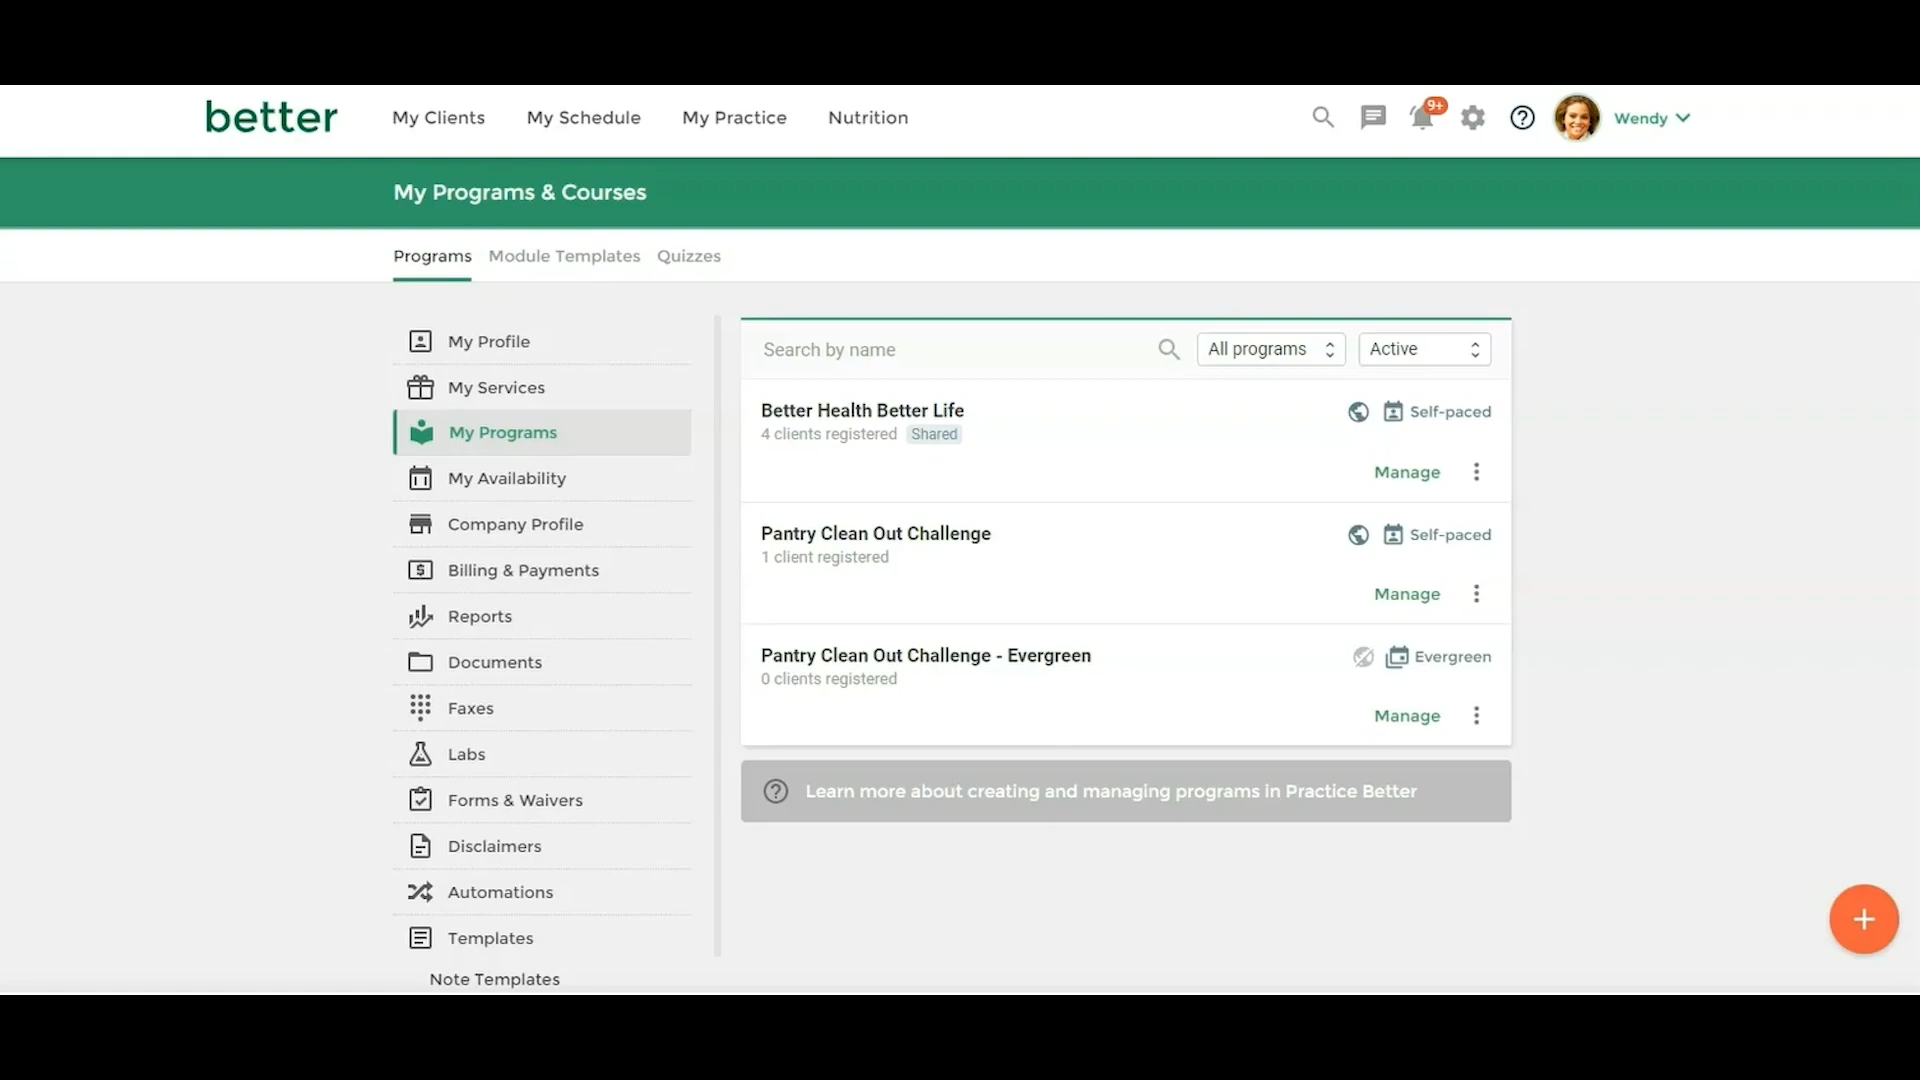 better
My Clients
My Schedule
My Practice
Nutrition
9+
Wendy
My Programs & Courses
Programs
Module Templates
Quizzes
My Profile
My Services
My Programs
My Availability
Company Profile
Billing & Payments
Reports
Documents
Faxes
Labs
Forms & Waivers
Disclaimers
Automations
Templates
Note Templates
Search by name
All programs
Active
Better Health Better Life
Self-paced
4 clients registered Shared
Manage
Pantry Clean Out Challenge
Self-paced
1 client registered
Manage
Pantry Clean Out Challenge - Evergreen
Evergreen
0 clients registered
Manage
Learn more about creating and managing programs in Practice Better